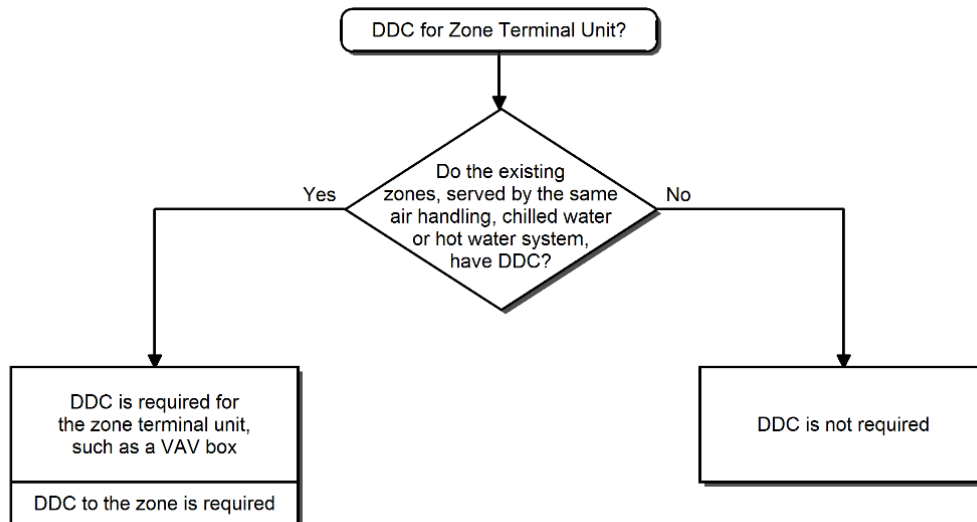 DDC for Zone Terminal Unit?
Do the existing
zones, served by the same
air handling, chilled water
or hot water system,
have DDC?
Yes
No
DDC is required for
the zone terminal unit,
such as a VAV box
DDC to the zone is required
DDC is not required